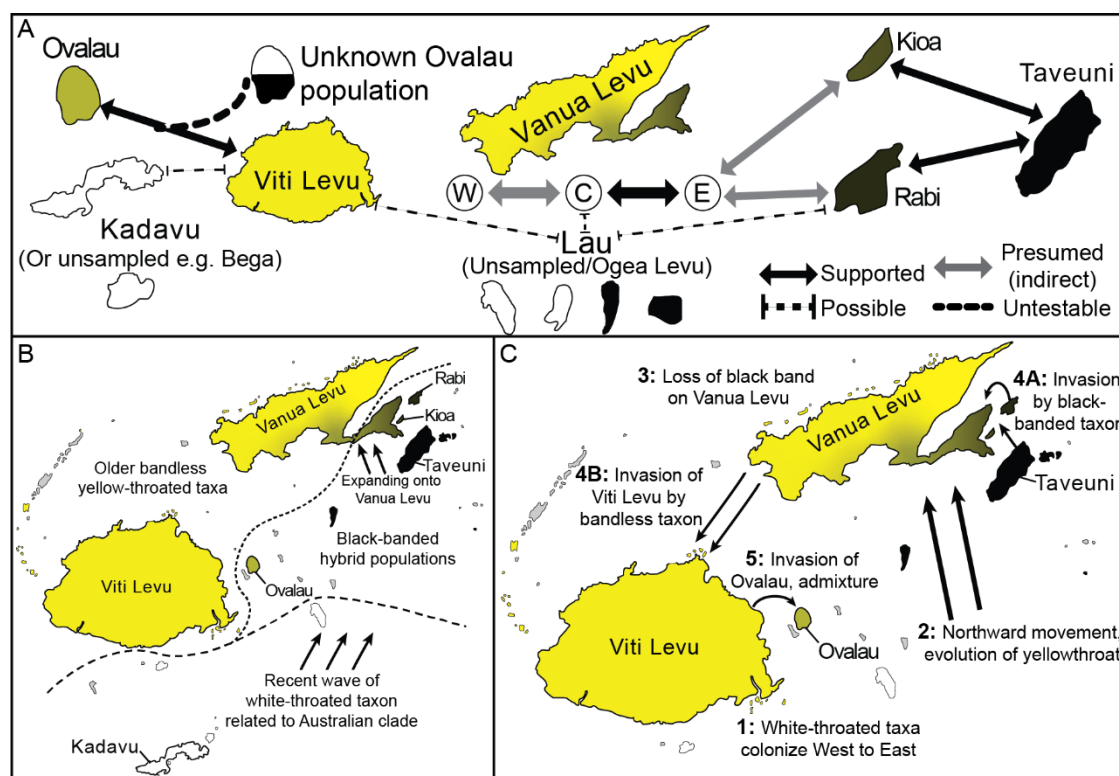 A
Ovalau
Unknown Ovalau
population
Viti Levu
Kadavu
(Or unsampled e.g. Bega)
Vanua Levu
W
C
E
Lau
(Unsampled/Ogea Levu)
Kioa
Rabi
Taveuni
Supported
Presumed
(indirect)
Possible
Untestable
B
Vanua Levu
Rabi
Kioa
Taveuni
Expanding onto
Vanua Levu
Older bandless
yellow-throated taxa
Black-banded
hybrid populations
Viti Levu
Ovalau
Recent wave of
white-throated taxon
related to Australian clade
Kadavu
C
3: Loss of black band
on Vanua Levu
4A: Invasion
by black-
banded taxon
Vanua Levu
Taveuni
4B: Invasion of
Viti Levu by
bandless taxon
5: Invasion of
Ovalau, admixture
Viti Levu
Ovalau
2: Northward movement,
evolution of yellowthroat
1: White-throated taxa
colonize West to East